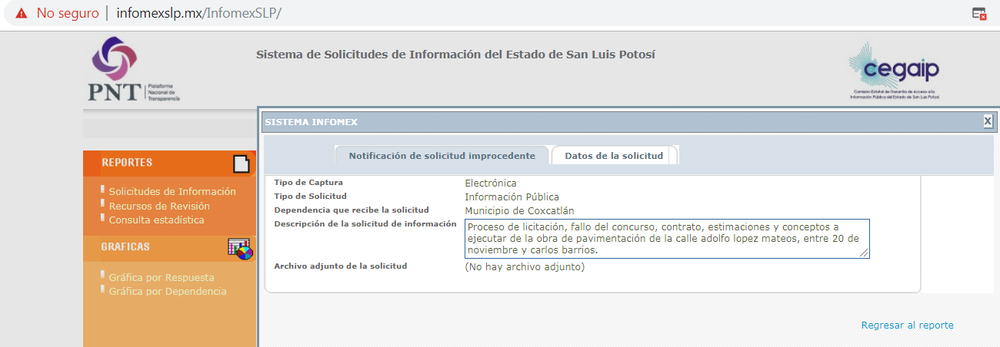 No seguro | infomexslp.mx/InfomexSLP/
PNT Plataforma
Nacional de
Transparencia
Sistema de Solicitudes de Información del Estado de San Luis Potosí
cegaip
Comisión Estatal de Garantía de Acceso a la
Información Pública del Estado de San Luis Potosí
SISTEMA INFOMEX X
Notificación de solicitud improcedente Datos de la solicitud
REPORTES
Solicitudes de Información
Recursos de Revisión
Consulta estadística
GRAFICAS
Gráfica por Respuesta
Gráfica por Dependencia
Tipo de Captura Electrónica
Tipo de Solicitud Información Pública
Dependencia que recibe la solicitud Municipio de Coxcatlán
Descripción de la solicitud de información Proceso de licitación, fallo del concurso, contrato, estimaciones y conceptos a
ejecutar de la obra de pavimentación de la calle adolfo lopez mateos, entre 20 de
noviembre y carlos barrios.
Archivo adjunto de la solicitud (No hay archivo adjunto)
Regresar al reporte